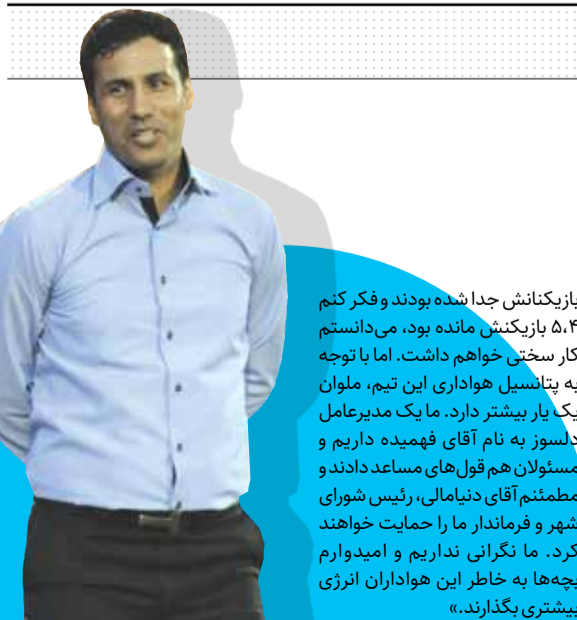 بازیکنانش جدا شده بودند و فکر کنم
۵،۴ بازیکنش مانده بود، می‌دانستم
کار سختی خواهم داشت. اما با توجه
به پتانسیل هواداری این تیم، ملوان
یک یار بیشتر دارد. ما یک مدیرعامل
دلسوز به نام آقای فهمیده داریم و
مسئولان هم قول‌های مساعد دادند و
مطمئنم آقای دنیامالی، رئیس شورای
شهر و فرماندار ما را حمایت خواهند
کرد. ما نگرانی نداریم و امیدوارم
بچه‌ها به خاطر این هواداران انرژی
بیشتری بگذارند.»